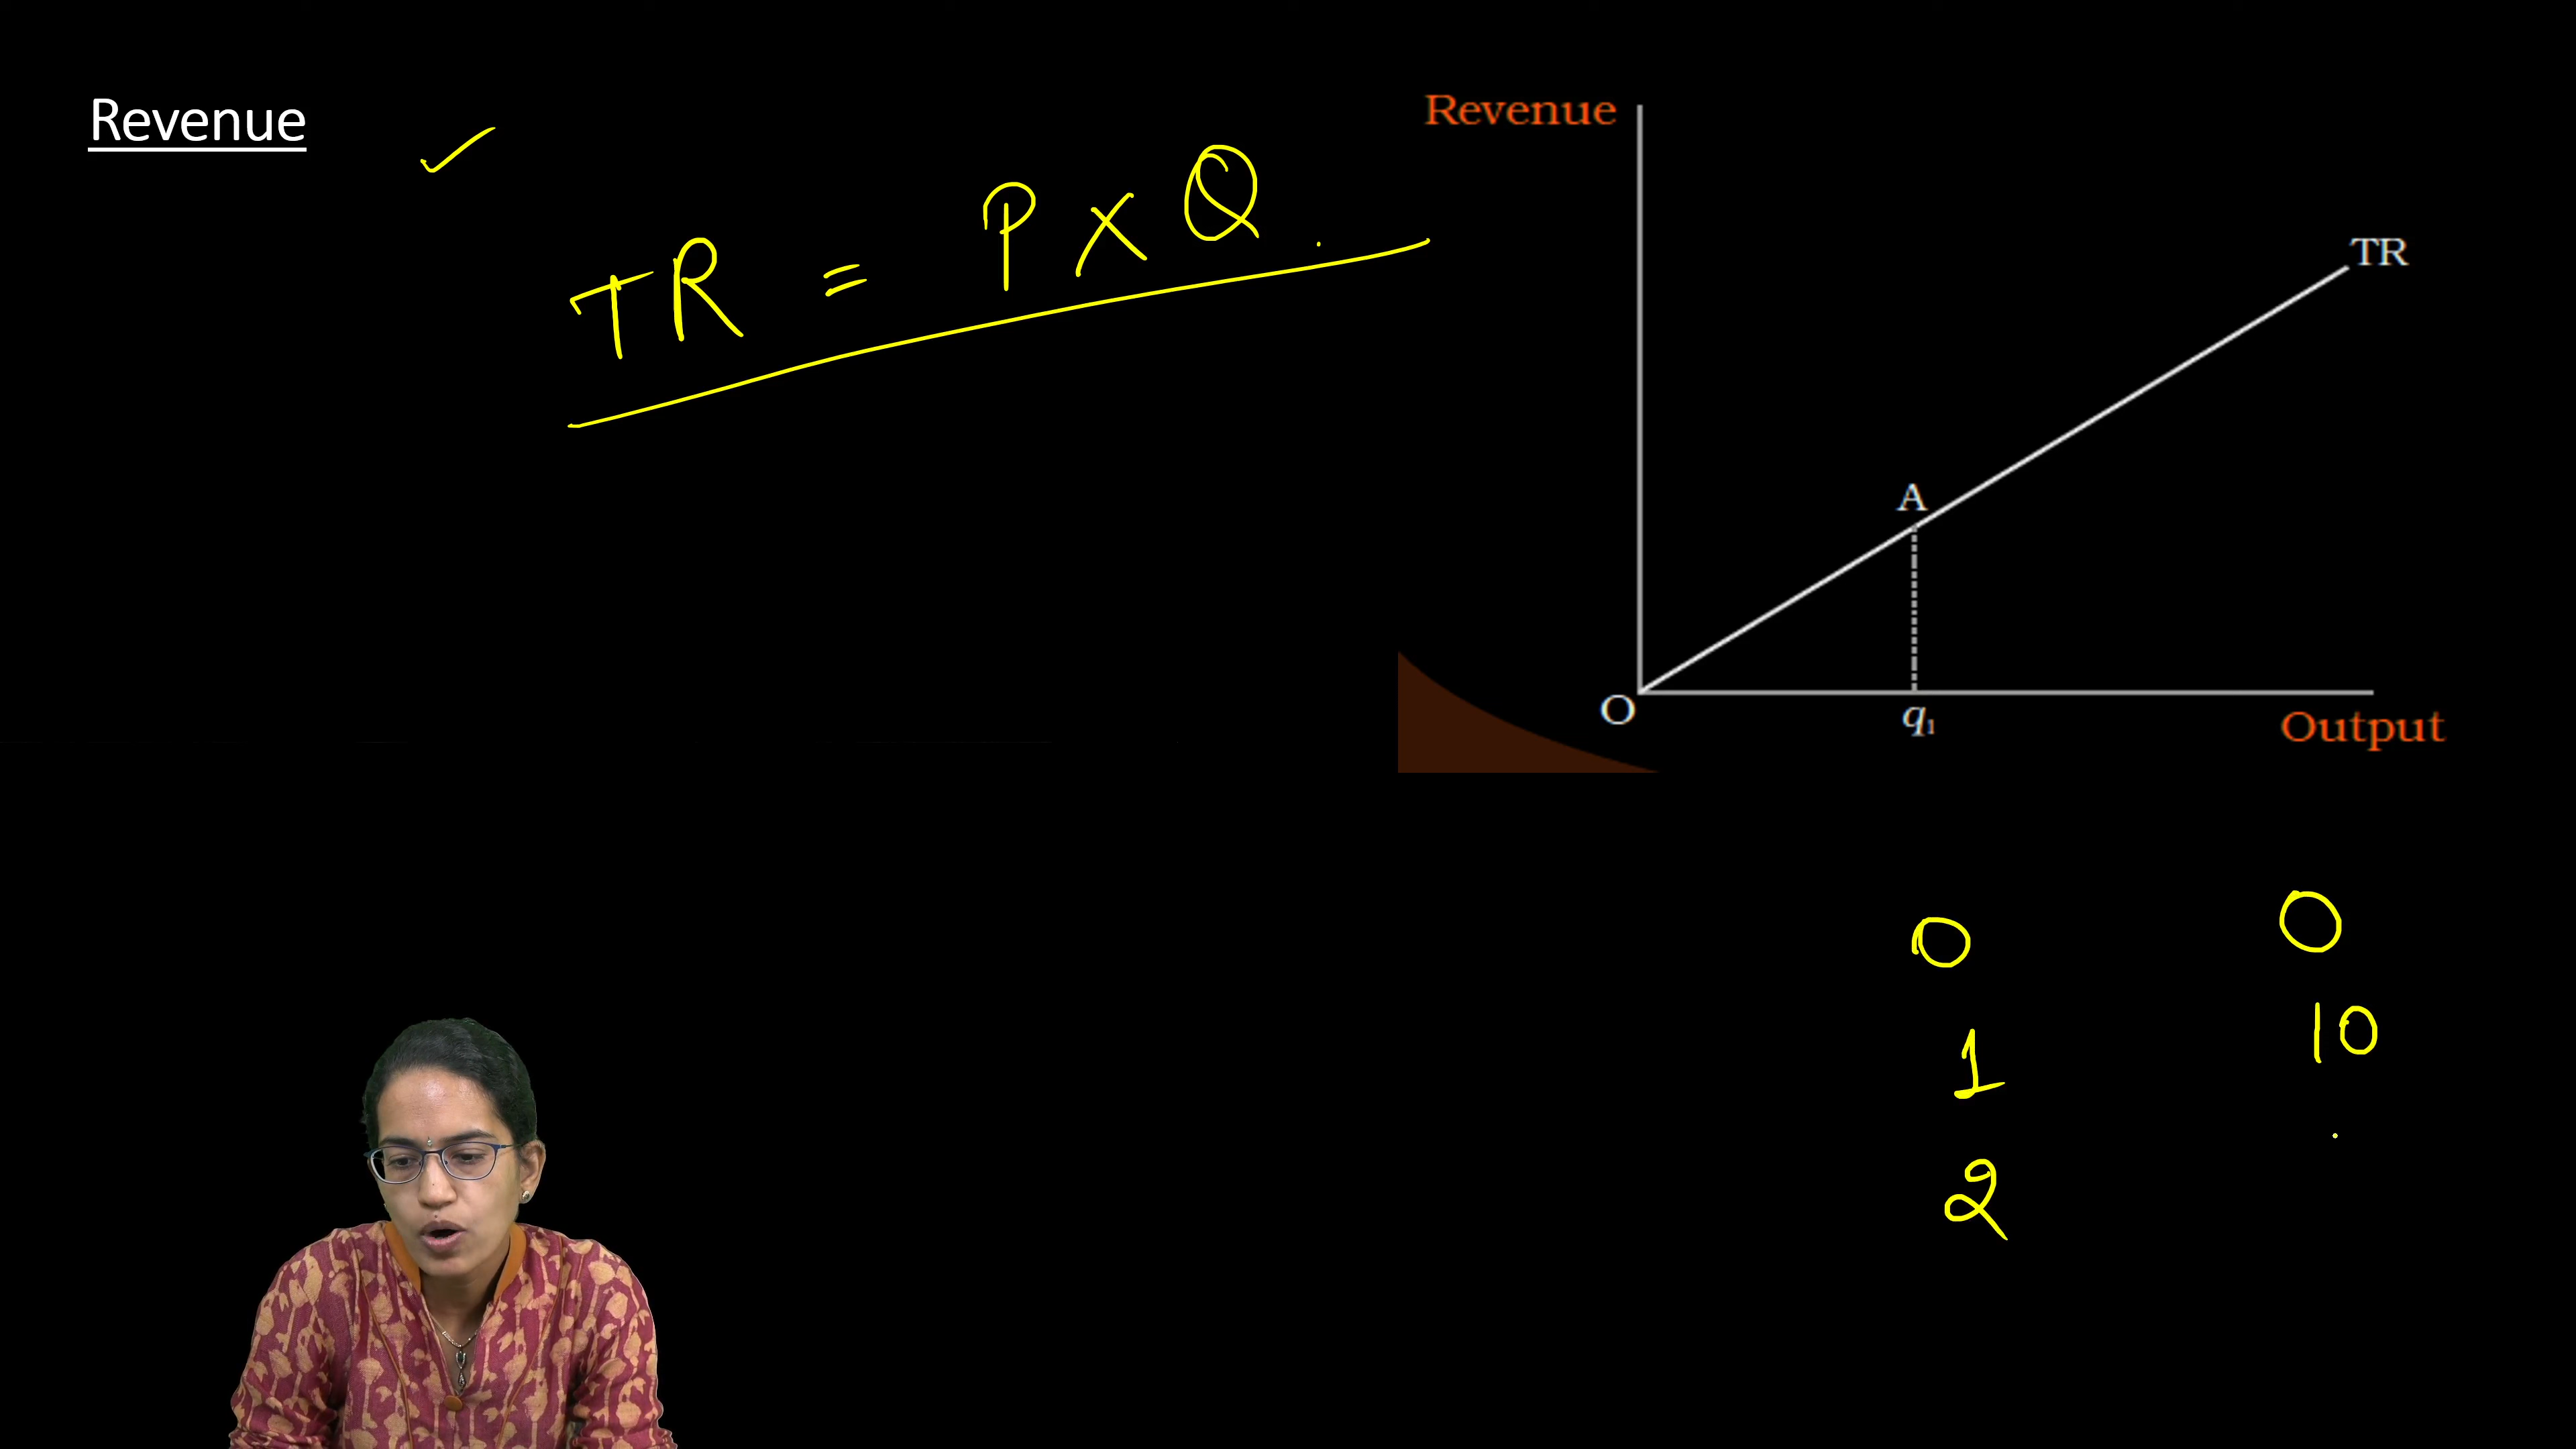 Revenue
TR = P X Q
Revenue
TR
A
O
q1
Output
0 0
1 10
2